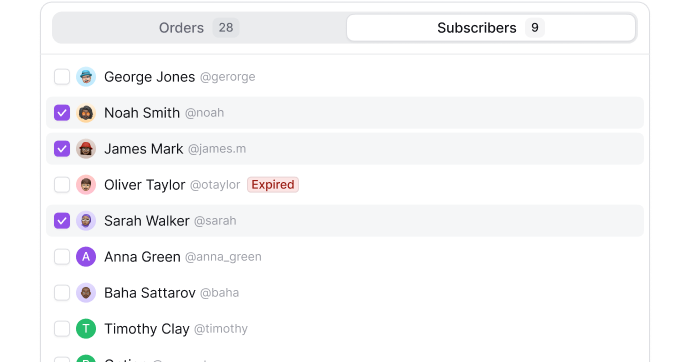 Orders 28 Subscribers 9
George Jones @gerorge
Noah Smith @noah
James Mark @james.m
Oliver Taylor @otaylor Expired
Sarah Walker @sarah
A Anna Green @anna_green
Baha Sattarov @baha
T Timothy Clay @timothy